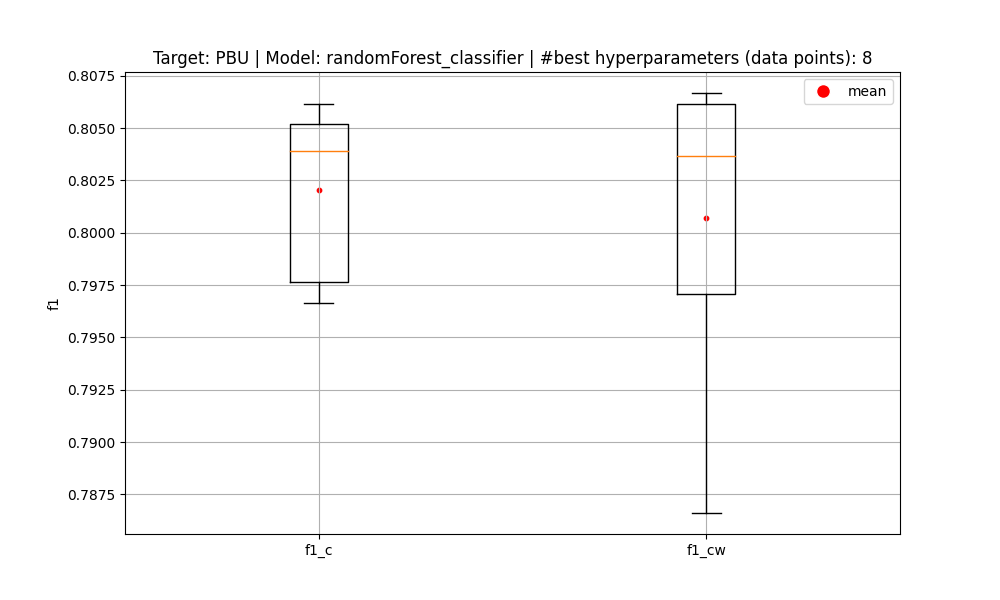 Target: PBU | Model: randomForest_classifier | #best hyperparameters (data points): 8
0.8075
mean
0.8050
0.8025
0.8000
0.7975
f1
0.7950
0.7925
0.7900
0.7875
f1_c f1_cw